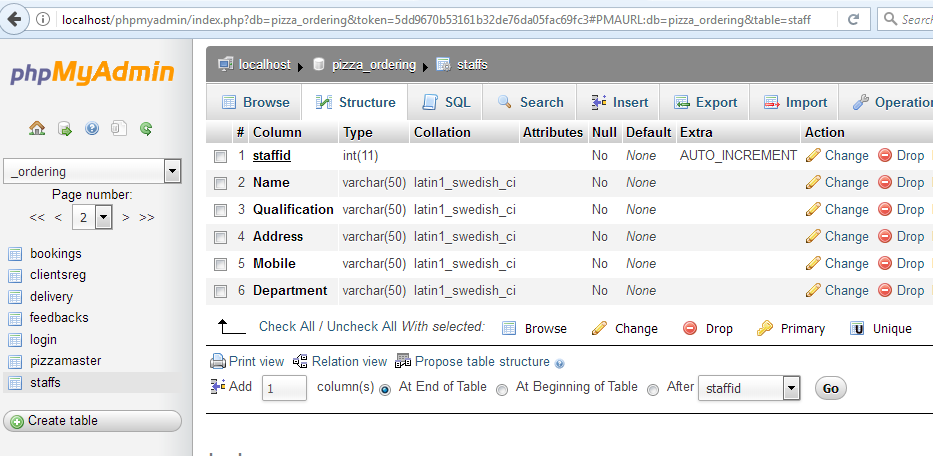 localhost/phpmyadmin/index.php?db=pizza_ordering&token=5dd9670b53161b32de76da05fac69fc3#PMAURL:db=pizza_ordering&table=staff
Search
phpMyAdmin
_ordering
Page number:
<< < 2 > >>
bookings
clientsreg
delivery
feedbacks
login
pizzamaster
staffs
Create table
localhost pizza_ordering staffs
Browse Structure SQL Search Insert Export Import Operation
# Column Type Collation Attributes Null Default Extra Action
1 staffid int(11) No None AUTO_INCREMENT Change Drop
2 Name varchar(50) latin1_swedish_ci No None Change Drop
3 Qualification varchar(50) latin1_swedish_ci No None Change Drop
4 Address varchar(50) latin1_swedish_ci No None Change Drop
5 Mobile varchar(50) latin1_swedish_ci No None Change Drop
6 Department varchar(50) latin1_swedish_ci No None Change Drop
Check All / Uncheck All With selected: Browse Change Drop Primary Unique
Print view Relation view Propose table structure
Add 1 column(s) At End of Table At Beginning of Table After staffid Go